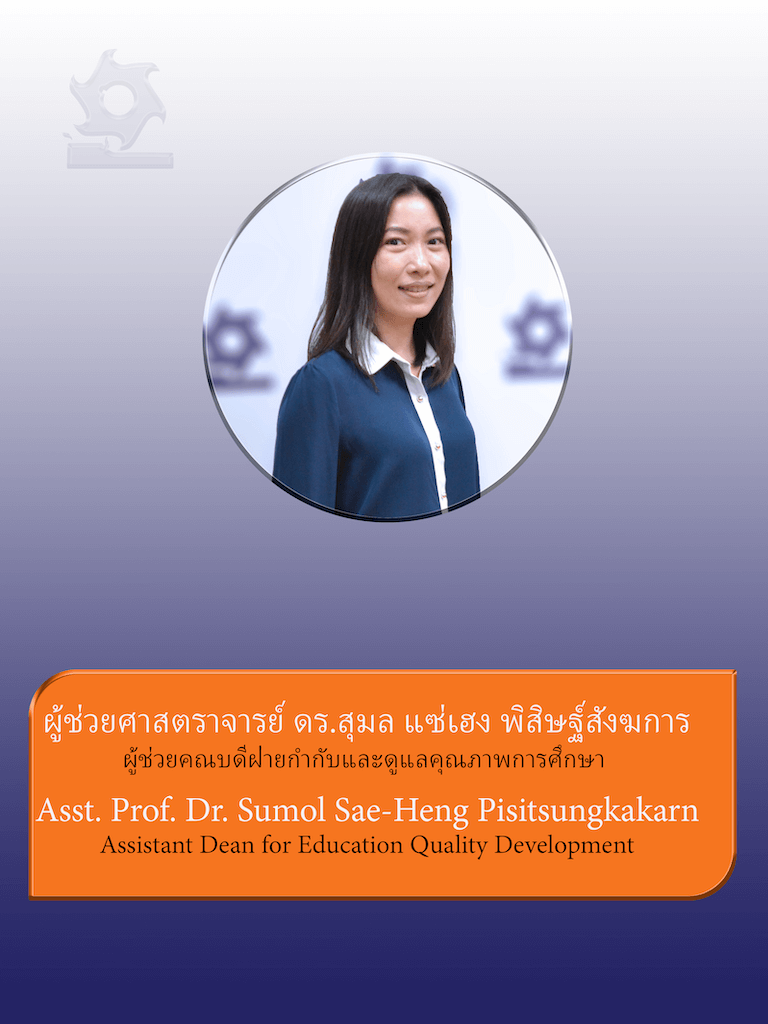 ผู้ช่วยศาสตราจารย์ ดร.สุมล แซ่เฮง พิสิษฐ์สังฆการ
ผู้ช่วยคณบดีฝ่ายกำกับและดูแลคุณภาพการศึกษา
Asst. Prof. Dr. Sumol Sae-Heng Pisitsungkakarn
Assistant Dean for Education Quality Development